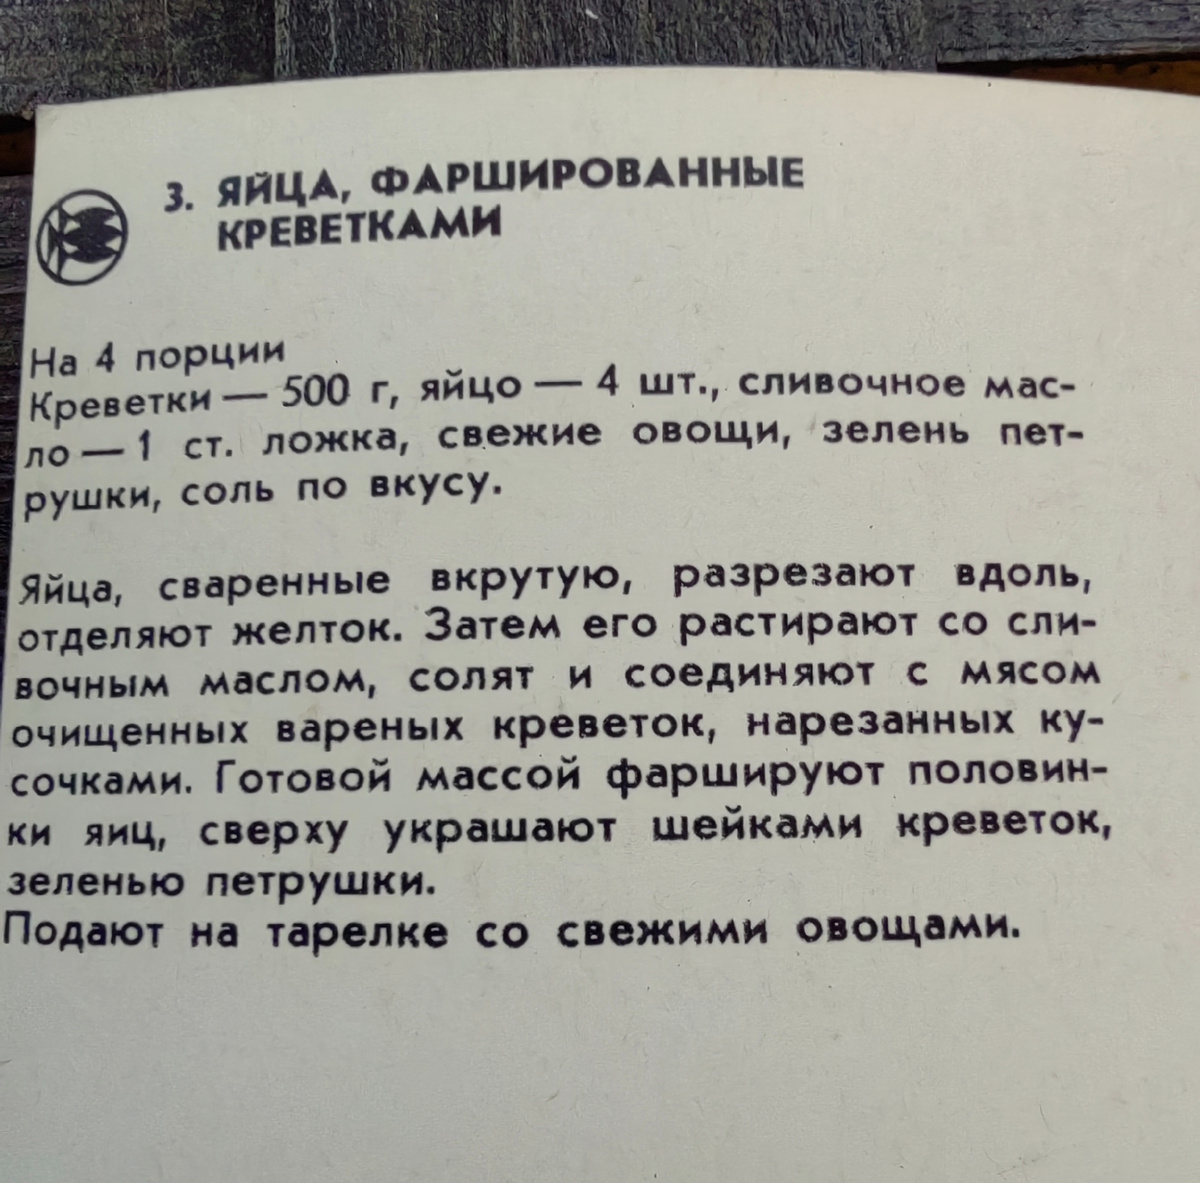 3. ЯЙЦА, ФАРШИРОВАННЫЕ
КРЕВЕТКАМИ
На 4 порции
Креветки — 500 г, яйцо — 4 шт., сливочное мас-
ло — 1 ст. ложка, свежие овощи, зелень пет-
рушки, соль по вкусу.
Яйца, сваренные вкрутую, разрезают вдоль,
отделяют желток. Затем его растирают со сли-
вочным маслом, солят и соединяют с мясом
очищенных вареных креветок, нарезанных ку-
сочками. Готовой массой фаршируют половин-
ки яиц, сверху украшают шейками креветок,
зеленью петрушки.
Подают на тарелке со свежими овощами.